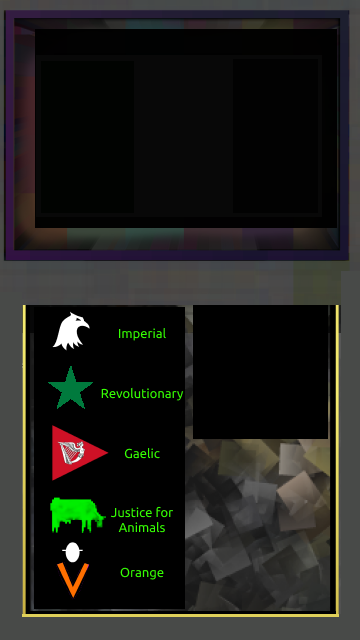 Imperial
Revolutionary
Gaelic
Justice for
Animals
Orange